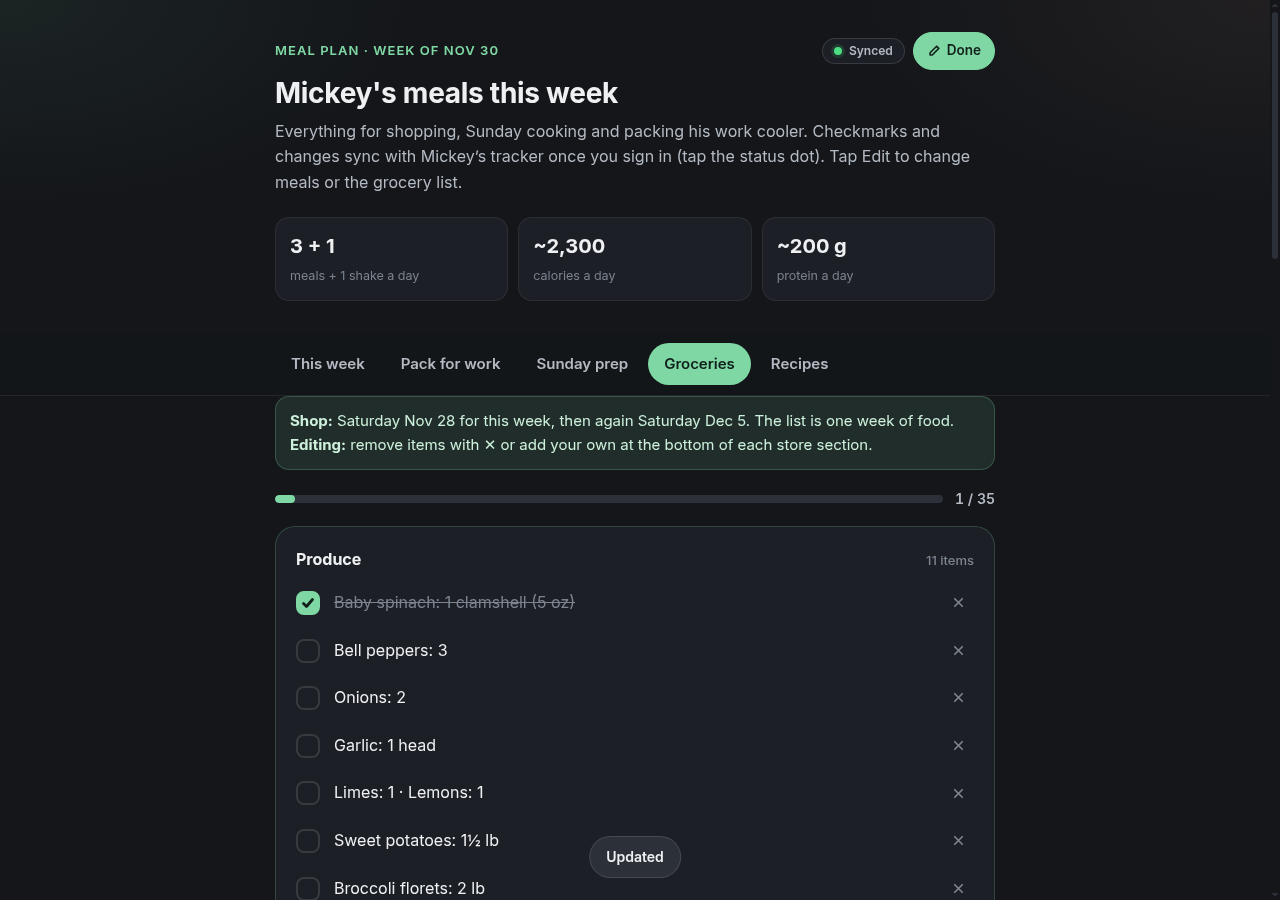 MEAL PLAN · WEEK OF NOV 30
Synced
Done
Mickey's meals this week
Everything for shopping, Sunday cooking and packing his work cooler. Checkmarks and
changes sync with Mickey’s tracker once you sign in (tap the status dot). Tap Edit to change
meals or the grocery list.
3 + 1
meals + 1 shake a day
~2,300
calories a day
~200 g
protein a day
This week
Pack for work
Sunday prep
Groceries
Recipes
Shop: Saturday Nov 28 for this week, then again Saturday Dec 5. The list is one week of food.
Editing: remove items with ✕ or add your own at the bottom of each store section.
1 / 35
Produce
11 items
Baby spinach: 1 clamshell (5 oz)
✕
Bell peppers: 3
✕
Onions: 2
✕
Garlic: 1 head
✕
Limes: 1 · Lemons: 1
✕
Sweet potatoes: 1½ lb
✕
Updated
Broccoli florets: 2 lb
✕